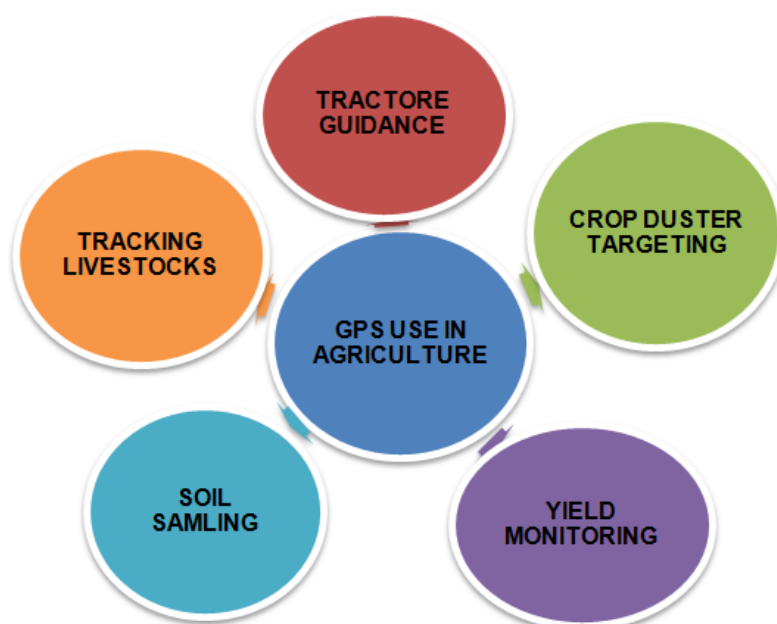 TRACTORE
GUIDANCE
CROP DUSTER
TARGETING
TRACKING
LIVESTOCKS
GPS USE IN
AGRICULTURE
SOIL
SAMLING
YIELD
MONITORING